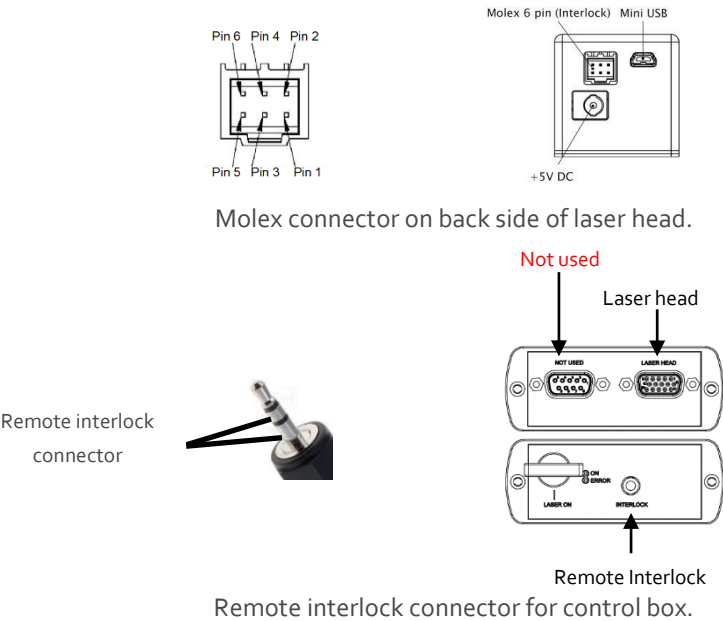 Molex 6 pin (Interlock) Mini USB
Pin 6 Pin 4 Pin 2
Pin 5 Pin 3 Pin 1
+5V DC
Molex connector on back side of laser head.
Not used
Laser head
NOT USED LASER HEAD
Remote interlock
connector
ON
ERROR
LASER ON INTERLOCK
Remote Interlock
Remote interlock connector for control box.